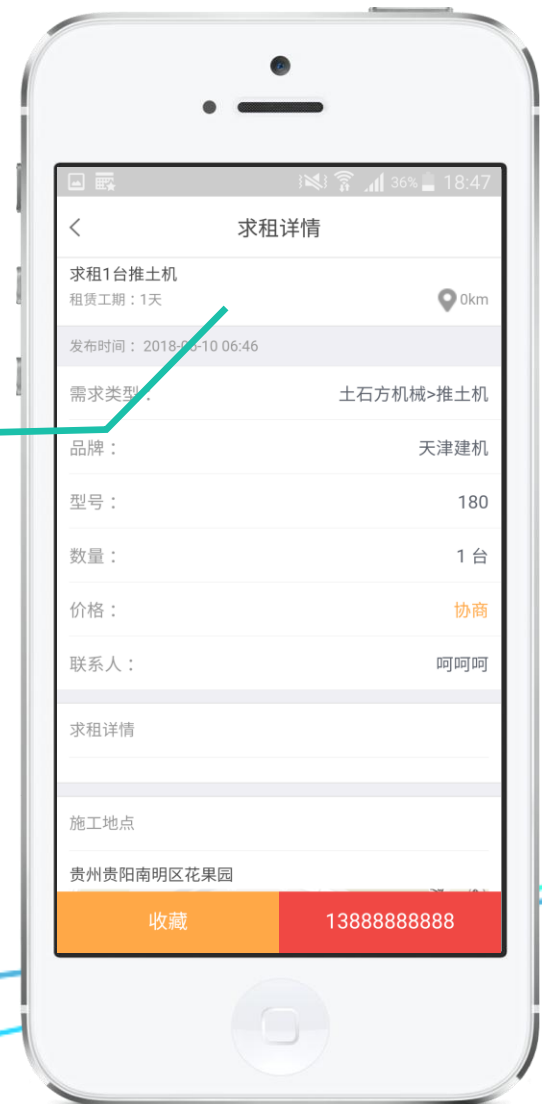 36% 18:47
求租详情
求租1台推土机
租赁工期：1天 0km
发布时间： 2018-08-10 06:46
需求类型： 土石方机械>推土机
品牌： 天津建机
型号： 180
数量： 1 台
价格： 协商
联系人： 呵呵呵
求租详情
施工地点
贵州贵阳南明区花果园
收藏 13888888888